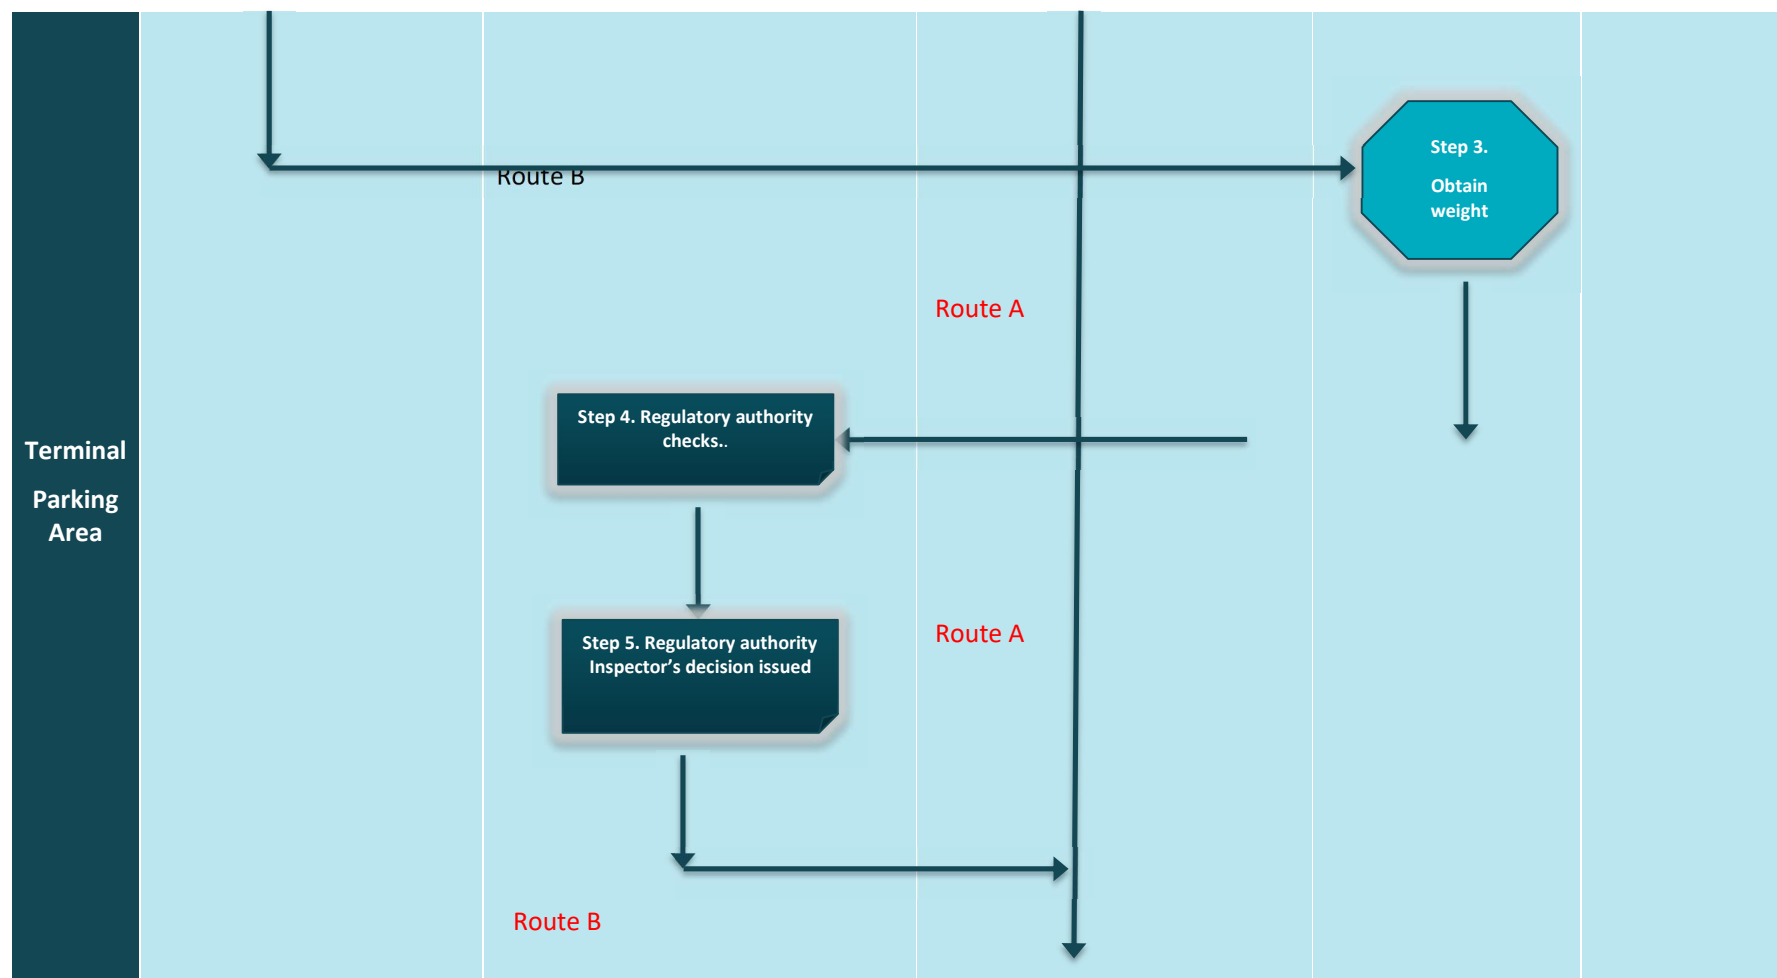 Step 3.
Obtain
weight
Route B
Route A
Step 4. Regulatory authority
checks..
Terminal
Parking
Area
Step 5. Regulatory authority
Inspector’s decision issued
Route A
Route B